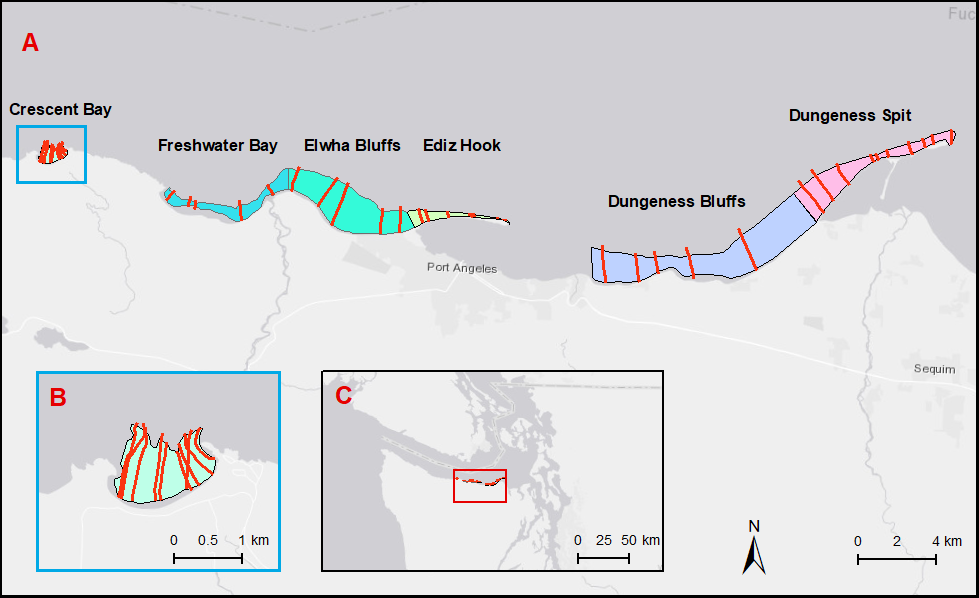 Fuc
A
Crescent Bay
Freshwater Bay
Elwha Bluffs
Ediz Hook
Dungeness Spit
Dungeness Bluffs
Port Angeles
Sequim
B
0 0.5 1 km
C
0 25 50 km
N
0 2 4 km